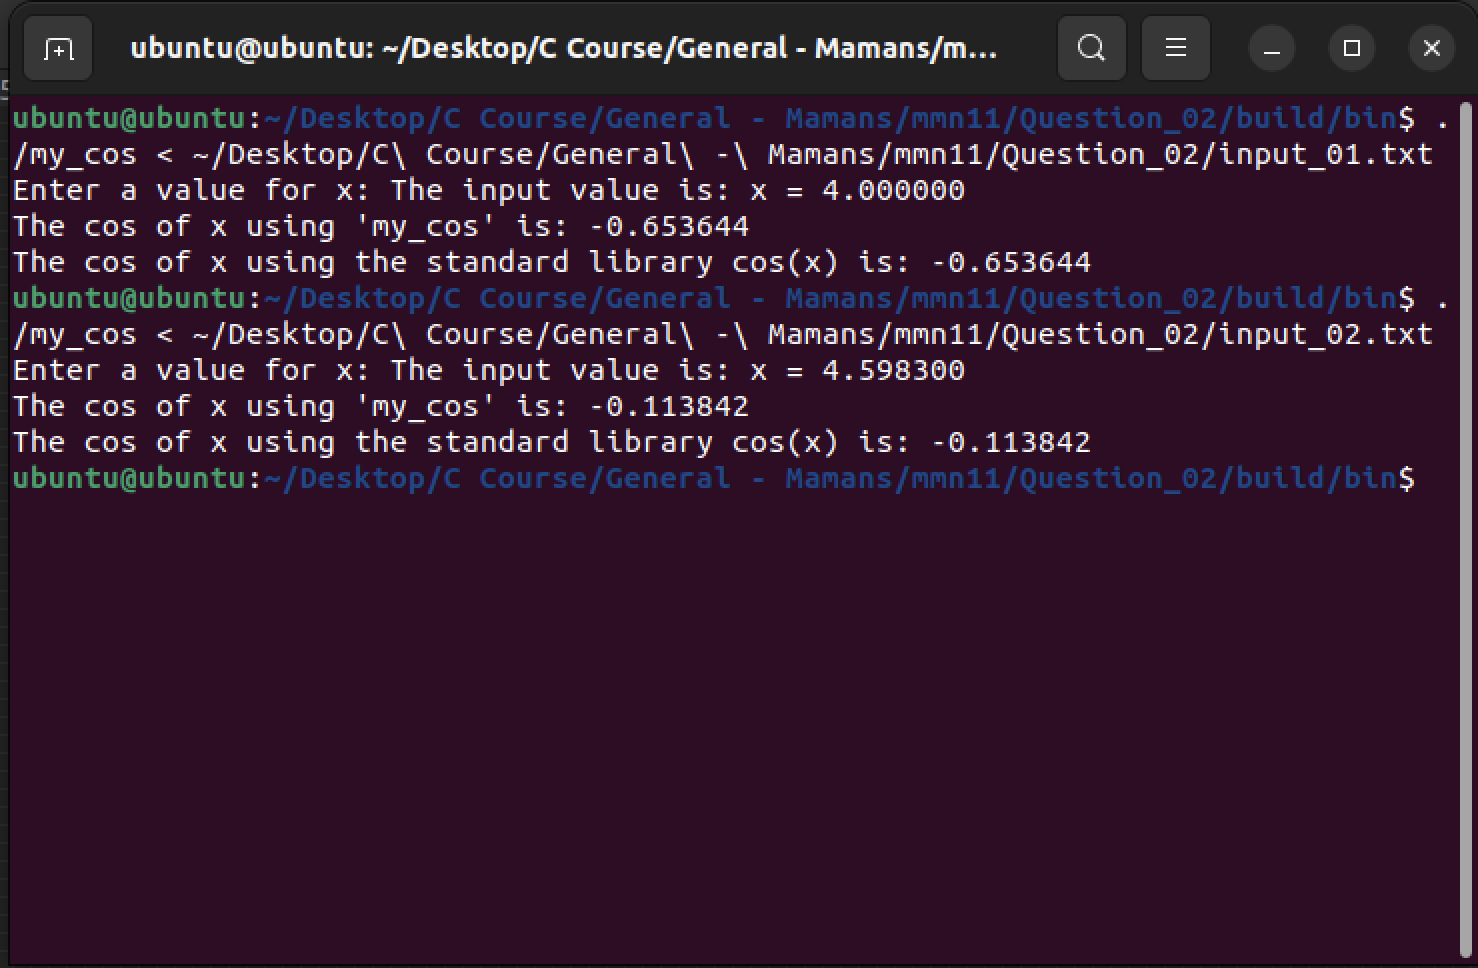 ubuntu@ubuntu: ~/Desktop/C Course/General - Mamans/m...
ubuntu@ubuntu:~/Desktop/C Course/General - Mamans/mmn11/Question_02/build/bin$ .
/my_cos < ~/Desktop/C\ Course/General\ -\ Mamans/mmn11/Question_02/input_01.txt
Enter a value for x: The input value is: x = 4.000000
The cos of x using 'my_cos' is: -0.653644
The cos of x using the standard library cos(x) is: -0.653644
ubuntu@ubuntu:~/Desktop/C Course/General - Mamans/mmn11/Question_02/build/bin$ .
/my_cos < ~/Desktop/C\ Course/General\ -\ Mamans/mmn11/Question_02/input_02.txt
Enter a value for x: The input value is: x = 4.598300
The cos of x using 'my_cos' is: -0.113842
The cos of x using the standard library cos(x) is: -0.113842
ubuntu@ubuntu:~/Desktop/C Course/General - Mamans/mmn11/Question_02/build/bin$